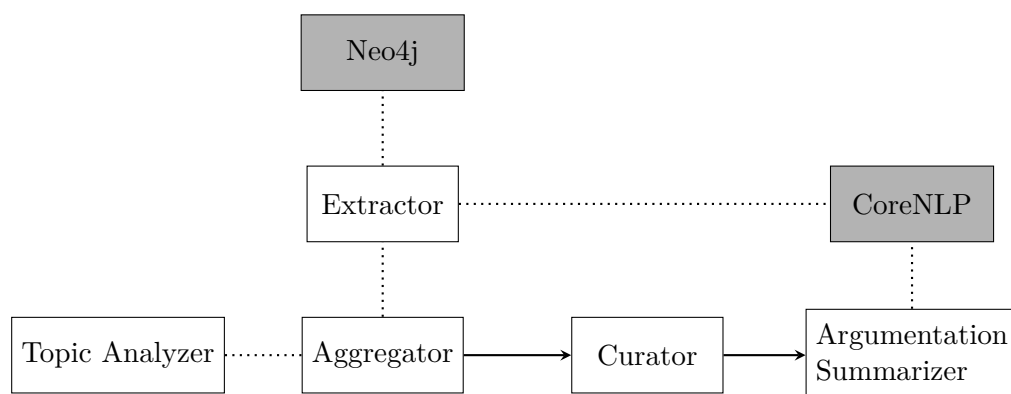 Neo4j
Extractor
CoreNLP
Topic Analyzer
Aggregator
Curator
Argumentation
Summarizer